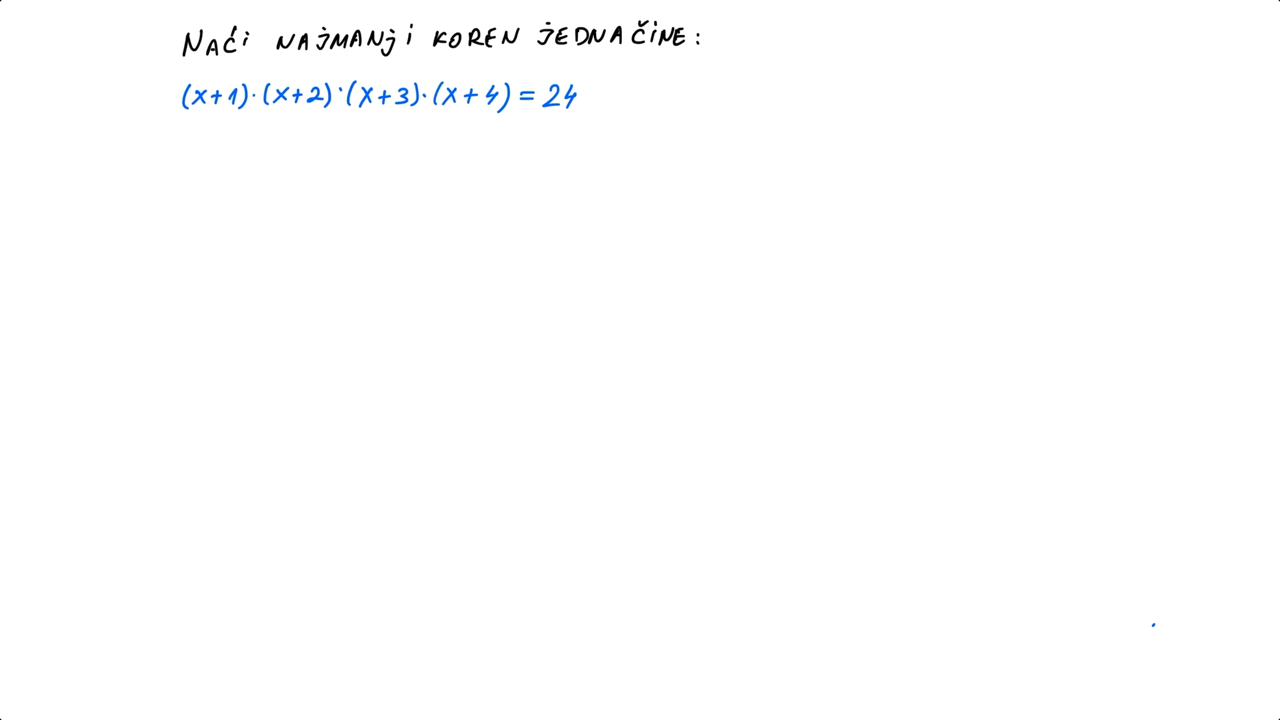 NAĆi NAjMANji KOREN jEDNAČiNE:
(x+1)·(x+2)·(x+3)·(x+4)=24